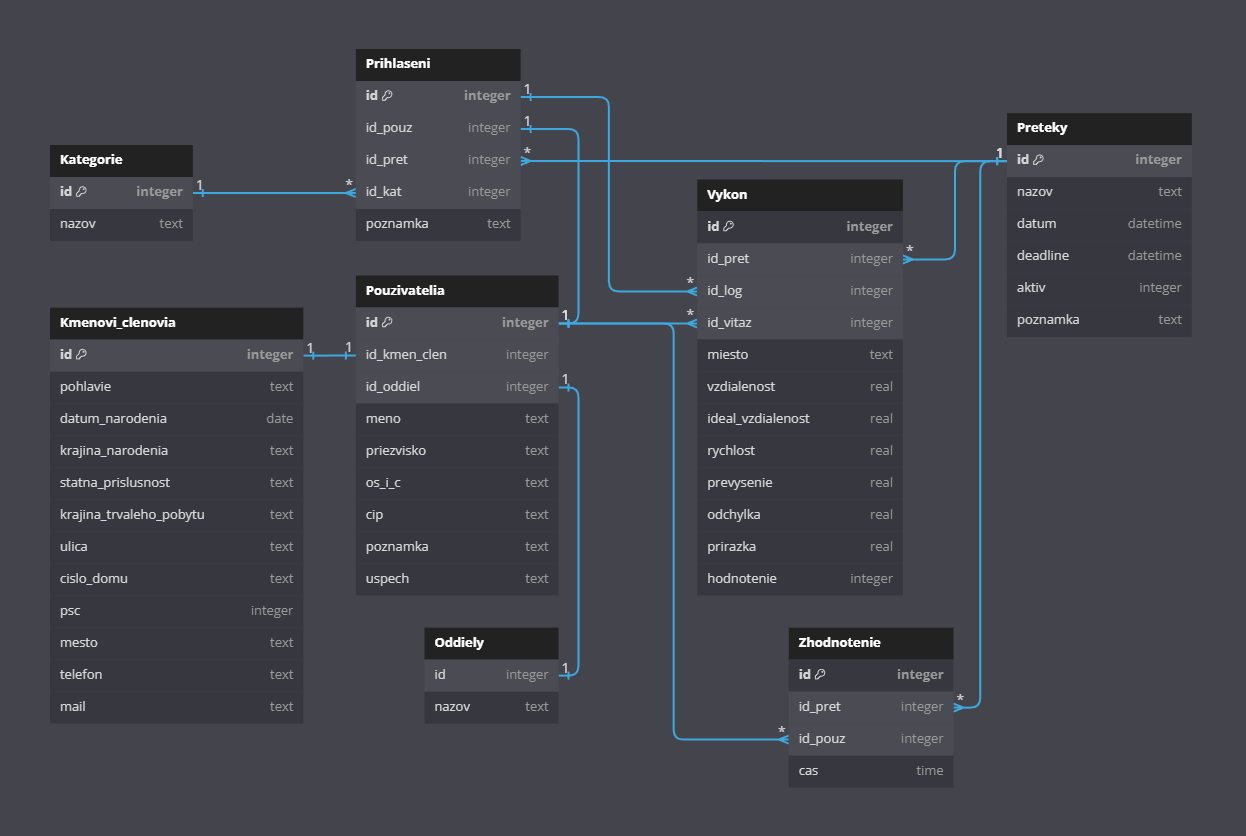 Prihlaseni
id integer
id_pouz integer
id_pret integer
id_kat integer
poznamka text
Kategorie
id integer
nazov text
Preteky
id integer
nazov text
datum datetime
deadline datetime
aktiv integer
poznamka text
Vykon
id integer
id_pret integer
id_log integer
id_vitaz integer
miesto text
vzdialenost real
ideal_vzdialenost real
rychlost real
prevysenie real
odchylka real
prirazka real
hodnotenie integer
Pouzivatelia
id integer
id_kmen_clen integer
id_oddiel integer
meno text
priezvisko text
os_i_c text
cip text
poznamka text
uspech text
Kmenovi_clenovia
id integer
pohlavie text
datum_narodenia date
krajina_narodenia text
statna_prislusnost text
krajina_trvaleho_pobytu text
ulica text
cislo_domu text
psc integer
mesto text
telefon text
mail text
Oddiely
id integer
nazov text
Zhodnotenie
id integer
id_pret integer
id_pouz integer
cas time
1 *
1
1
*
1
*
*
*
1 1
1
1
1
*
*